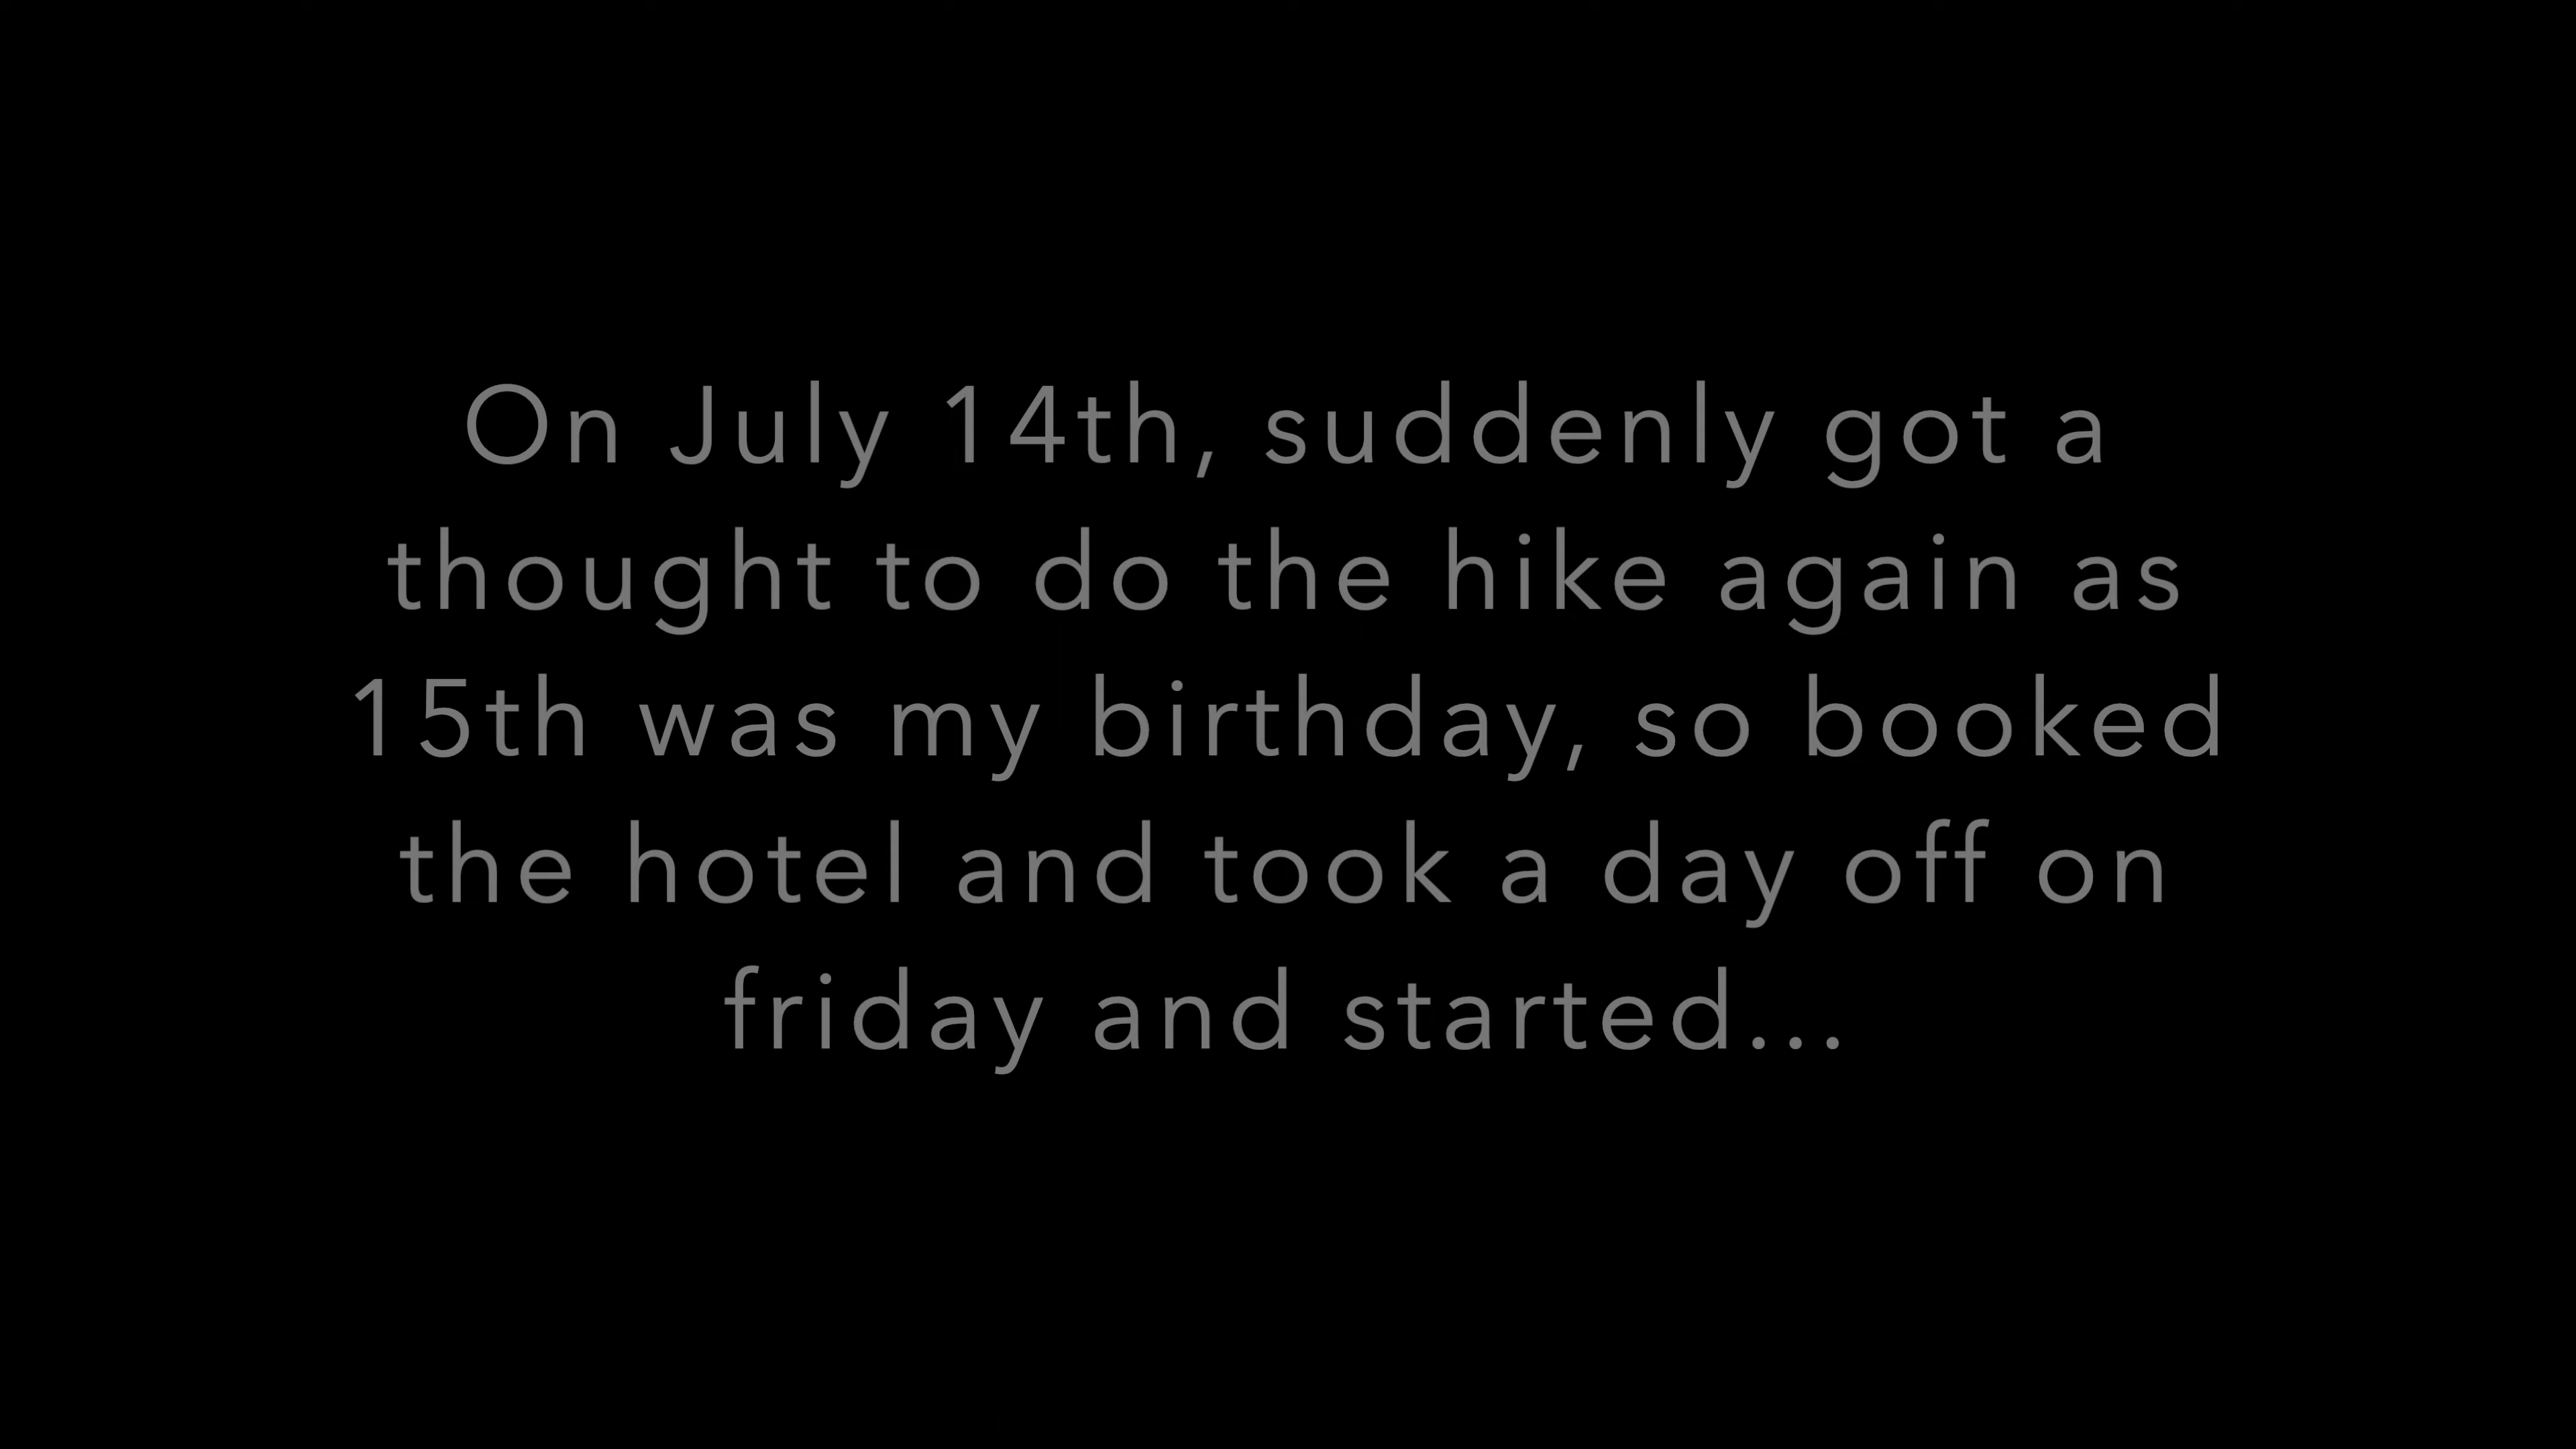 On July 14th, suddenly got a
thought to do the hike again as
15th was my birthday, so booked
the hotel and took a day off on
friday and started...